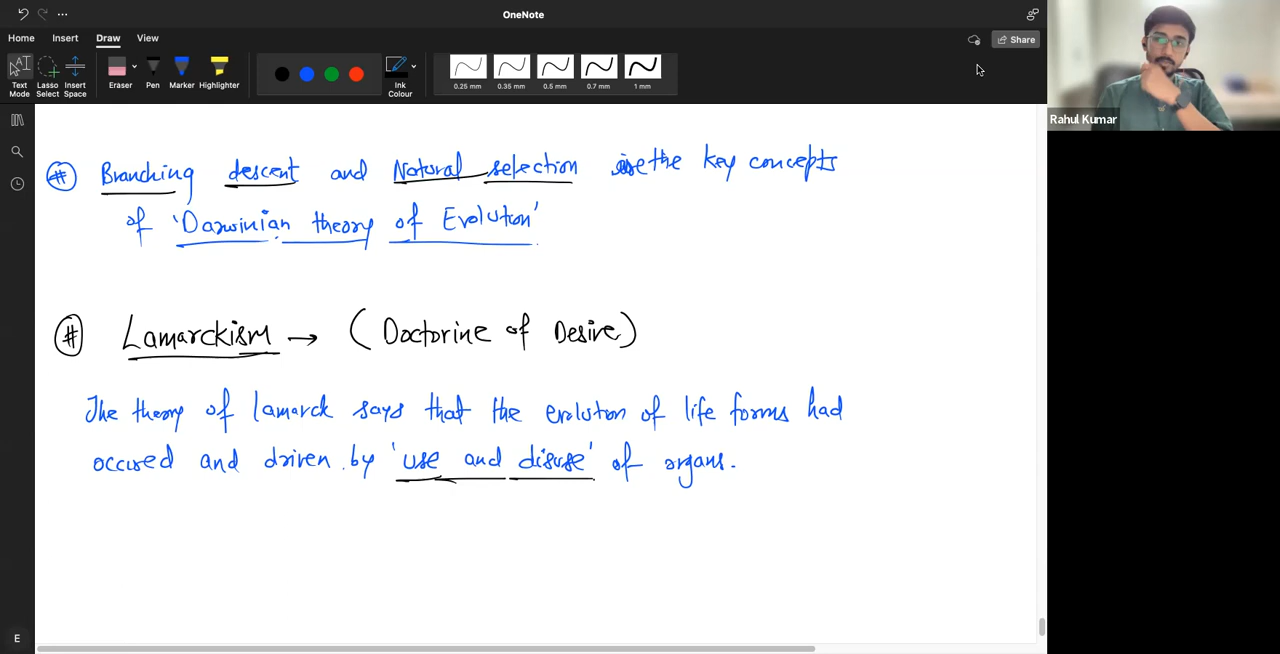 OneNote
Home Insert Draw View
Share
Text Mode
Lasso Select
Insert Space
Eraser
Pen
Marker
Highlighter
Ink Colour
0.25 mm 0.35 mm 0.5 mm 0.7 mm 1 mm
Rahul Kumar
# Branching descent and Natural selection the key concepts
of 'Darwinian theory of Evolution'
# Lamarckism → (Doctorine of Desire)
The theory of lamarck says that the evolution of life forms had
occured and driven by 'use and disuse' of organs.
E